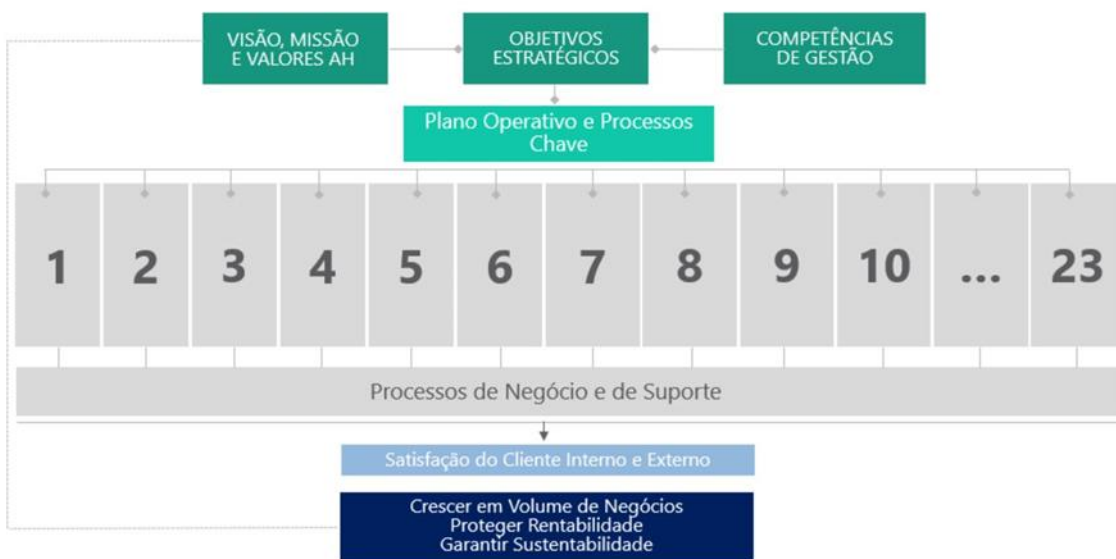 VISÃO, MISSÃO
E VALORES AH
OBJETIVOS
ESTRATÉGICOS
COMPETÊNCIAS
DE GESTÃO
Plano Operativo e Processos
Chave
1 2 3 4 5 6 7 8 9 10 ... 23
Processos de Negócio e de Suporte
Satisfação do Cliente Interno e Externo
Crescer em Volume de Negócios
Proteger Rentabilidade
Garantir Sustentabilidade